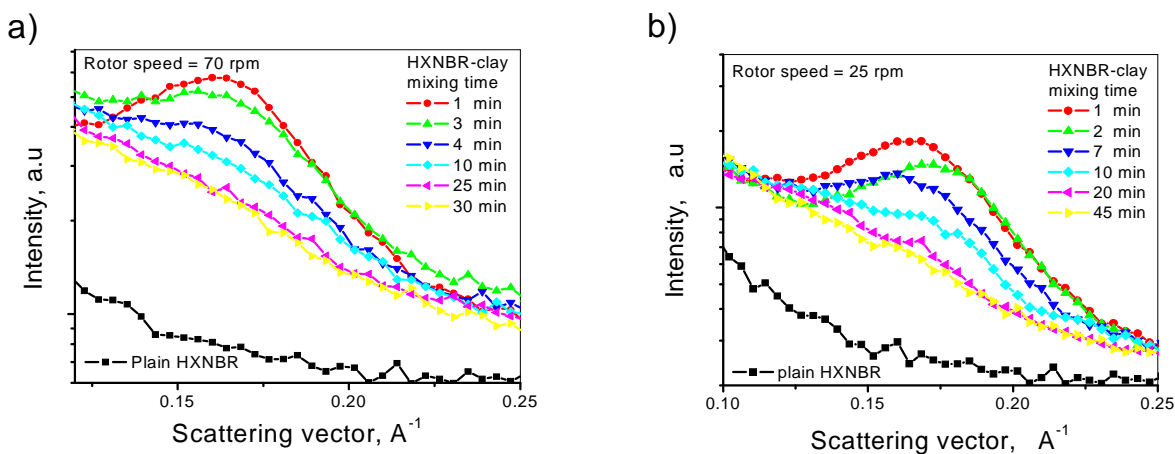 a)
Rotor speed = 70 rpm
HXNBR-clay
mixing time
1 min
3 min
4 min
10 min
25 min
30 min
Plain HXNBR
Intensity, a.u
0.15 0.20 0.25
Scattering vector, A⁻¹
b)
Rotor speed = 25 rpm
HXNBR-clay
mixing time
1 min
2 min
7 min
10 min
20 min
45 min
plain HXNBR
Intensity, a.u
0.10 0.15 0.20 0.25
Scattering vector, A⁻¹